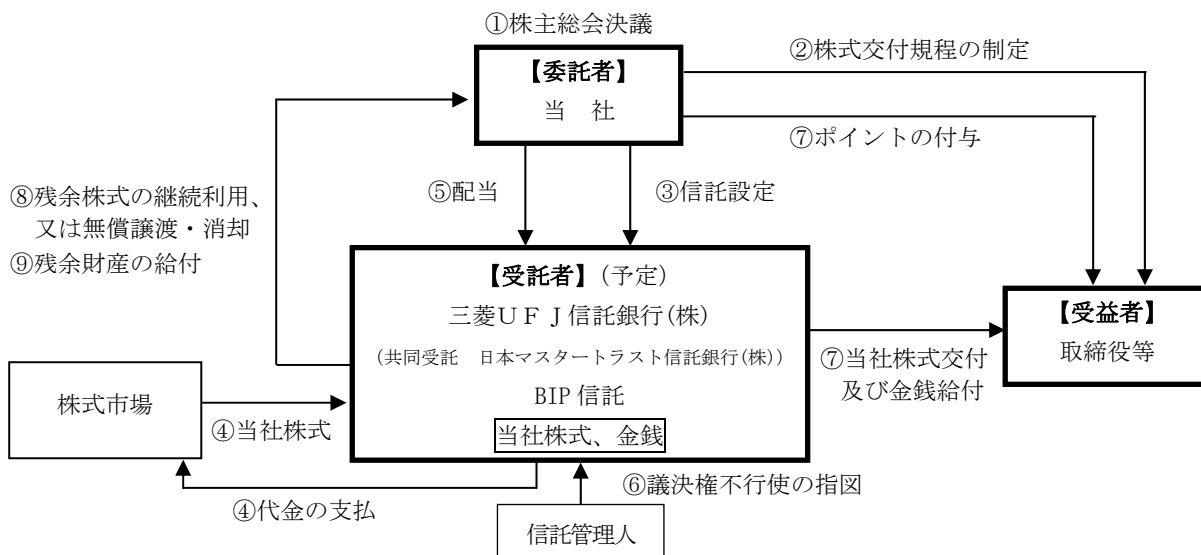 ①株主総会決議
【委託者】
当　社
②株式交付規程の制定
⑦ポイントの付与
⑧残余株式の継続利用、
又は無償譲渡・消却
⑨残余財産の給付
⑤配当
③信託設定
【受託者】(予定)
三菱ＵＦＪ信託銀行(株)
(共同受託　日本マスタートラスト信託銀行(株))
BIP 信託
当社株式、金銭
【受益者】
取締役等
⑦当社株式交付
及び金銭給付
株式市場
④当社株式
④代金の支払
⑥議決権不行使の指図
信託管理人